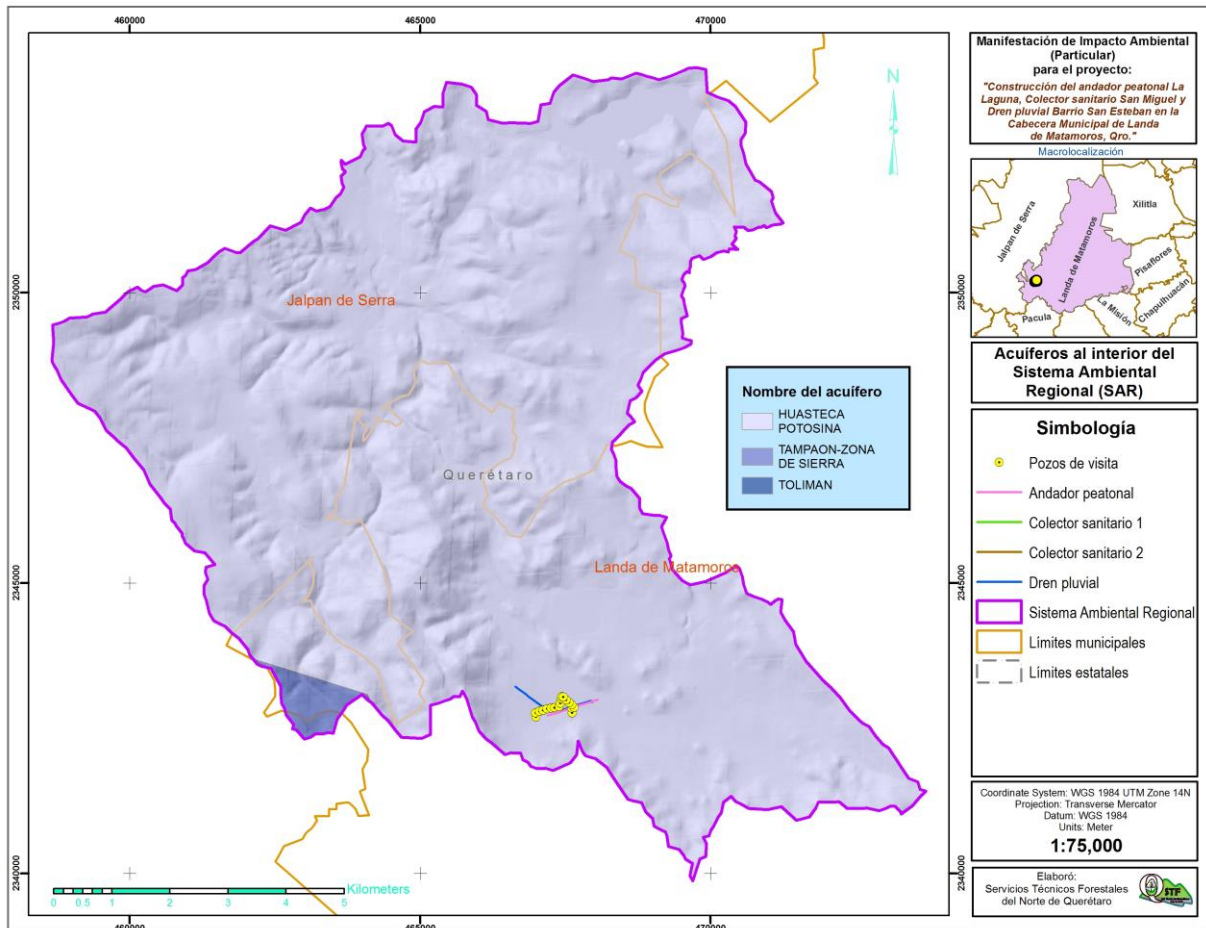 460000
465000
470000
2350000
2345000
2340000
N
Jalpan de Serra
Querétaro
Landa de Matamoros
Nombre del acuífero
HUASTECA
POTOSINA
TAMPAON-ZONA
DE SIERRA
TOLIMAN
Kilometers
0 0.5 1 2 3 4 5
2350000
2345000
2340000
460000
465000
470000
Manifestación de Impacto Ambiental
(Particular)
para el proyecto:
"Construcción del andador peatonal La
Laguna, Colector sanitario San Miguel y
Dren pluvial Barrio San Esteban en la
Cabecera Municipal de Landa
de Matamoros, Qro."
Macrolocalización
Jalpan de Serra
Xilitla
Landa de Matamoros
Pisaflores
Chapulhuacán
La Misión
Pacula
Acuíferos al interior del
Sistema Ambiental
Regional (SAR)
Simbología
Pozos de visita
Andador peatonal
Colector sanitario 1
Colector sanitario 2
Dren pluvial
Sistema Ambiental Regional
Límites municipales
Límites estatales
Coordinate System: WGS 1984 UTM Zone 14N
Projection: Transverse Mercator
Datum: WGS 1984
Units: Meter
1:75,000
Elaboró:
Servicios Técnicos Forestales
del Norte de Querétaro
STF